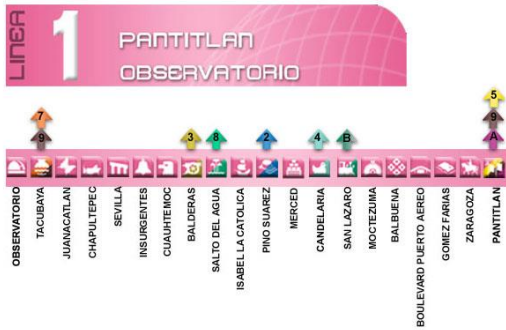 LINEA 1
PANTITLAN
OBSERVATORIO
7
9
3
8
2
4
B
5
9
A
OBSERVATORIO
TACUBAYA
JUANACATLAN
CHAPULTEPEC
SEVILLA
INSURGENTES
CUAUHTEMOC
BALDERAS
SALTO DEL AGUA
ISABEL LA CATOLICA
PINO SUAREZ
MERCED
CANDELARIA
SAN LAZARO
MOCTEZUMA
BALBUENA
BOULEVARD PUERTO AEREO
GOMEZ FARIAS
ZARAGOZA
PANTITLAN